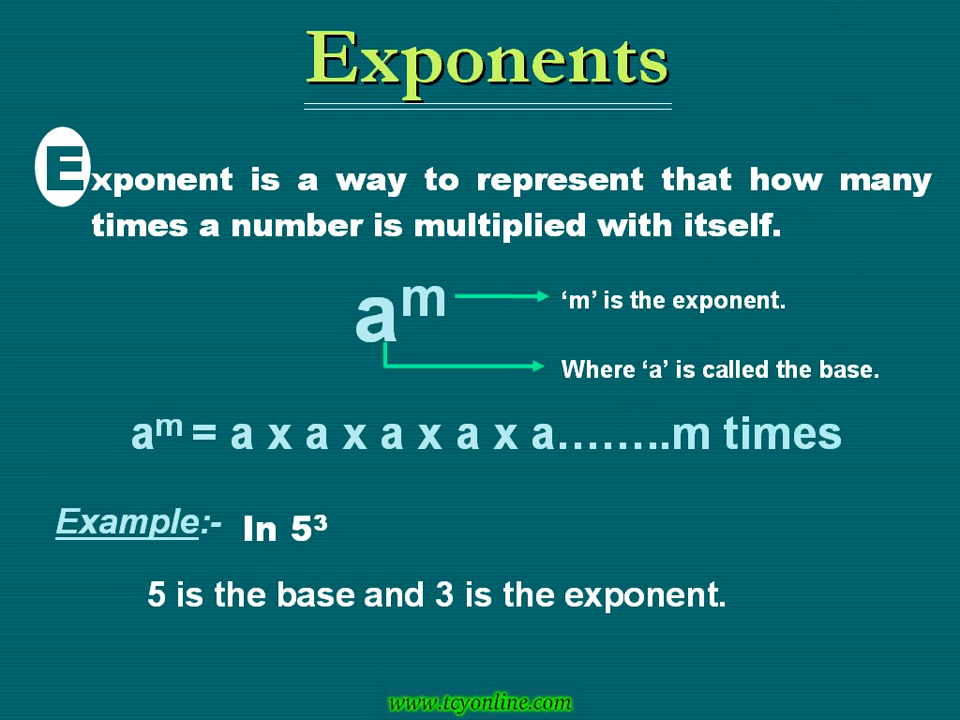 Exponents
Exponent is a way to represent that how many
times a number is multiplied with itself.
aᵐ
‘m’ is the exponent.
Where ‘a’ is called the base.
aᵐ = a x a x a x a x a……..m times
Example:- In 5³
5 is the base and 3 is the exponent.
www.tcyonline.com